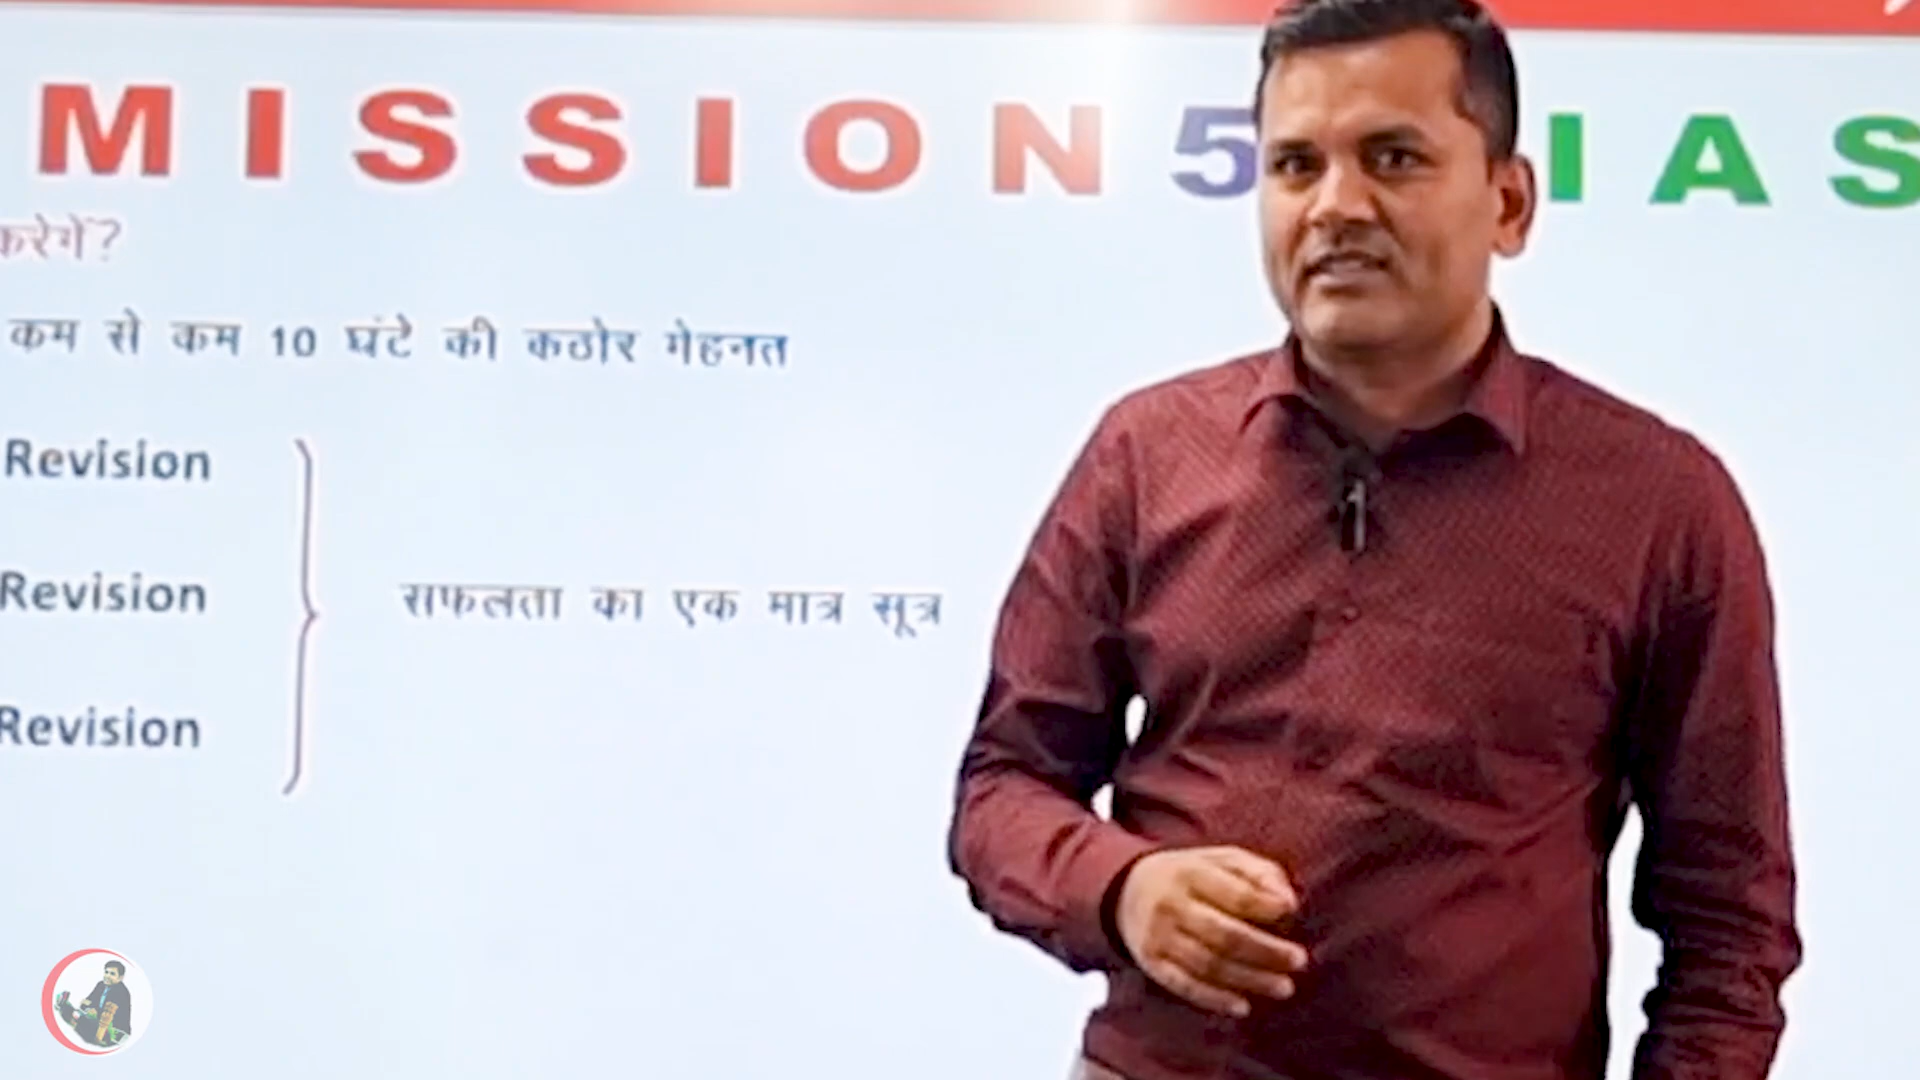 MISSION 5 IAS
करेगें?
कम से कम 10 घंटे की कठोर मेहनत
Revision
Revision
सफलता का एक मात्र सूत्र
Revision